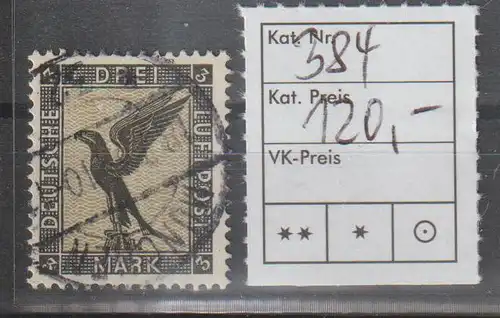 DREI
DEUTSCHE
LUFTPOST
3 MARK 3
Kat. Nr.
384
Kat. Preis
120,-
VK-Preis
** * ⊙